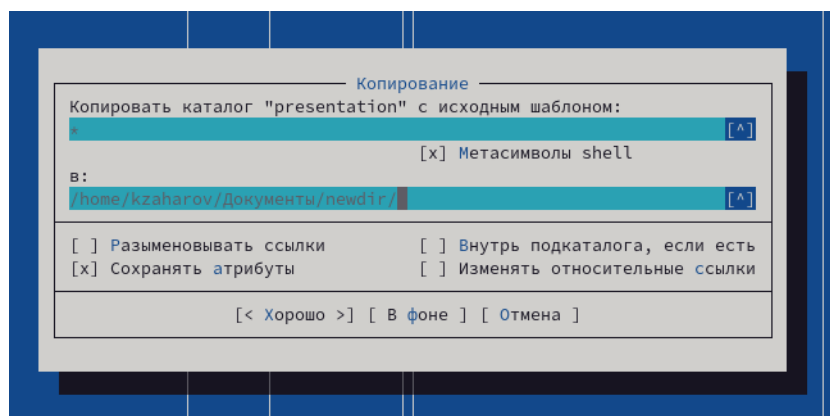 Копирование
Копировать каталог "presentation" с исходным шаблоном:
* [^]
[x] Метасимволы shell
в:
/home/kzaharov/Документы/newdir/ [^]
[ ] Разыменовывать ссылки [ ] Внутрь подкаталога, если есть
[x] Сохранять атрибуты [ ] Изменять относительные ссылки
[< Хорошо >] [ В фоне ] [ Отмена ]